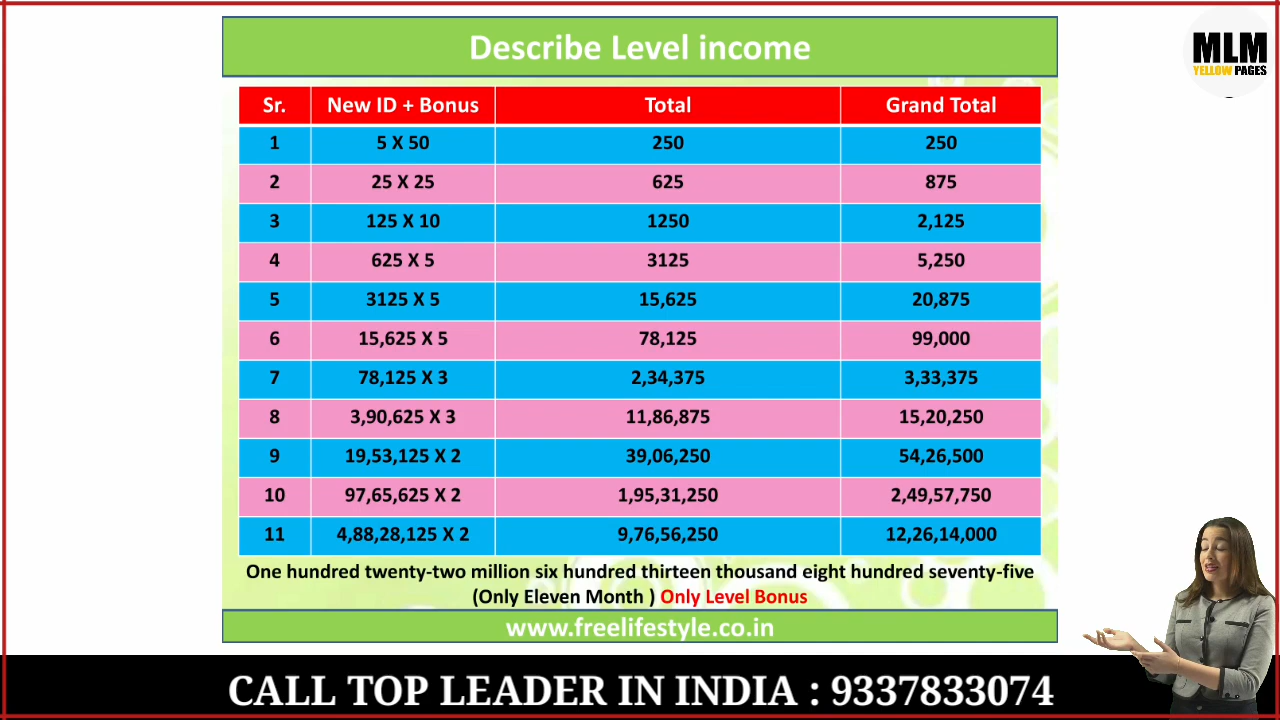 Describe Level income
MLM
YELLOW PAGES
Sr. New ID + Bonus Total Grand Total
1 5 X 50 250 250
2 25 X 25 625 875
3 125 X 10 1250 2,125
4 625 X 5 3125 5,250
5 3125 X 5 15,625 20,875
6 15,625 X 5 78,125 99,000
7 78,125 X 3 2,34,375 3,33,375
8 3,90,625 X 3 11,86,875 15,20,250
9 19,53,125 X 2 39,06,250 54,26,500
10 97,65,625 X 2 1,95,31,250 2,49,57,750
11 4,88,28,125 X 2 9,76,56,250 12,26,14,000
One hundred twenty-two million six hundred thirteen thousand eight hundred seventy-five
(Only Eleven Month ) Only Level Bonus
www.freelifestyle.co.in
CALL TOP LEADER IN INDIA : 9337833074